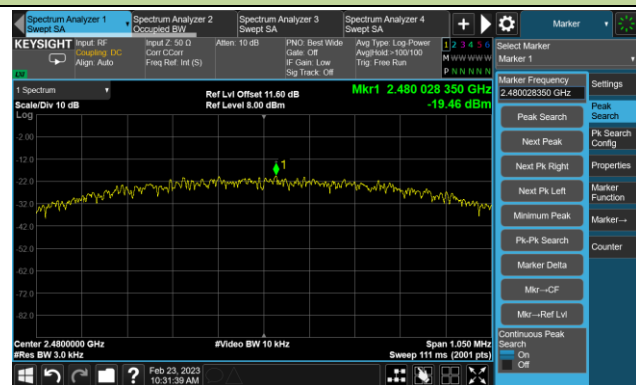 Spectrum Analyzer 1
Swept SA
Spectrum Analyzer 2
Occupied BW
Spectrum Analyzer 3
Swept SA
Spectrum Analyzer 4
Swept SA
Marker
KEYSIGHT
Input: RF
Coupling: DC
Align: Auto
Input Z: 50 Ω
Corr CCorr
Freq Ref: Int (S)
Atten: 10 dB
PNO: Best Wide
Gate: Off
IF Gain: Low
Sig Track: Off
Avg Type: Log-Power
Avg|Hold:>100/100
Trig: Free Run
1 2 3 4 5 6
M W W W W W
P N N N N N
Select Marker
Marker 1
LW
1 Spectrum
Scale/Div 10 dB
Log
Ref Lvl Offset 11.60 dB
Ref Level 8.00 dBm
Mkr1 2.480 028 350 GHz
-19.46 dBm
1
-2.00
-12.0
-22.0
-32.0
-42.0
-52.0
-62.0
-72.0
-82.0
Center 2.4800000 GHz
#Res BW 3.0 kHz
#Video BW 10 kHz
Span 1.050 MHz
Sweep 111 ms (2001 pts)
Marker Frequency
2.480028350 GHz
Peak Search
Next Peak
Next Pk Right
Next Pk Left
Minimum Peak
Pk-Pk Search
Marker Delta
Mkr→CF
Mkr→Ref Lvl
Continuous Peak
Search
On
Off
Settings
Peak
Search
Pk Search
Config
Properties
Marker
Function
Marker→
Counter
?
Feb 23, 2023
10:31:39 AM